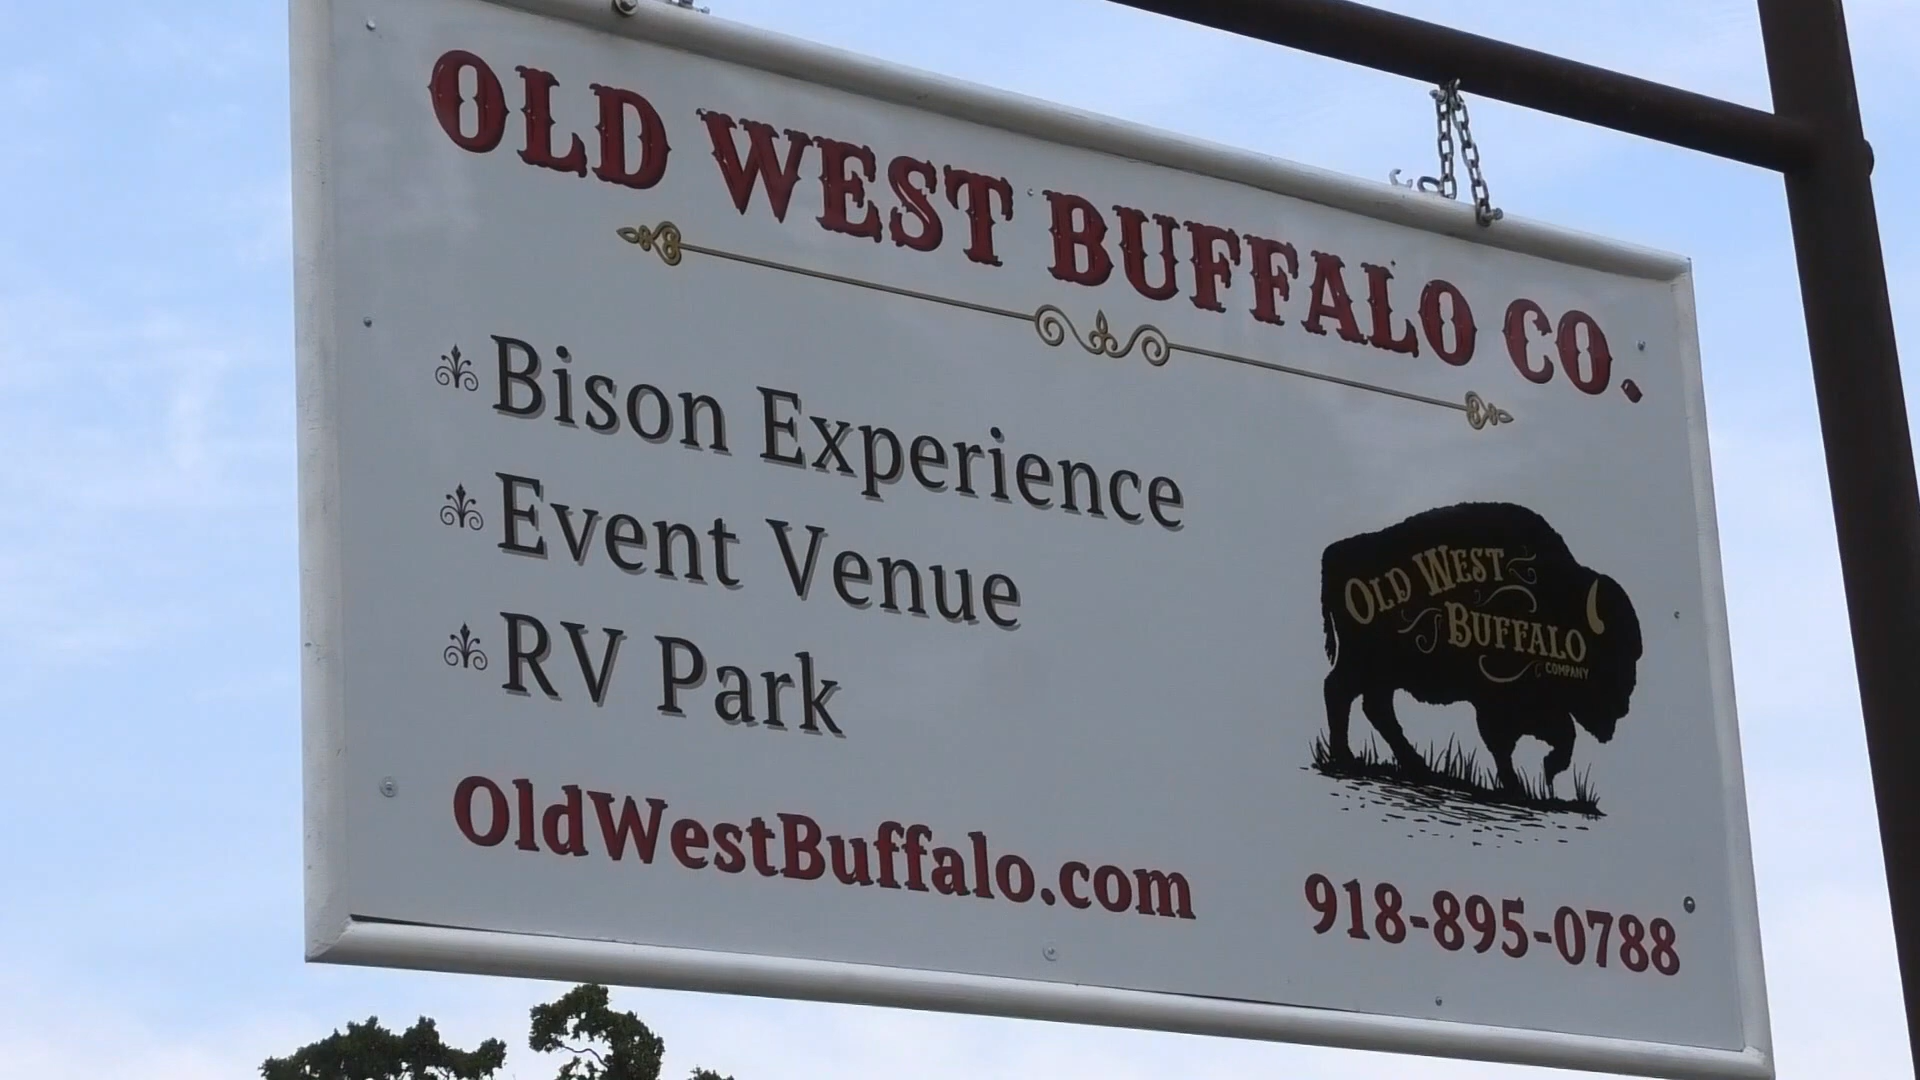 OLD WEST BUFFALO CO.
Bison Experience
Event Venue
RV Park
OLD WEST
BUFFALO
COMPANY
OldWestBuffalo.com
918-895-0788